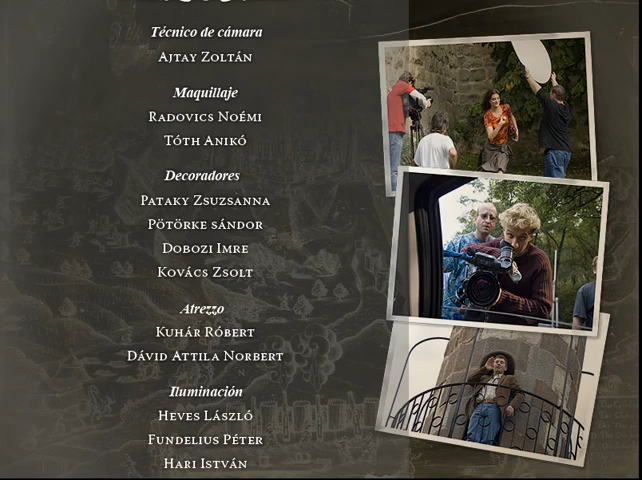 Técnico de cámara
Ajtay Zoltán
Maquillaje
Radovics Noémi
Tóth Anikó
Decoradores
Pataky Zsuzsanna
Pötörke sándor
Dobozi Imre
Kovács Zsolt
Atrezzo
Kuhár Róbert
Dávid Attila Norbert
Iluminación
Heves László
Fundelius Péter
Hari István